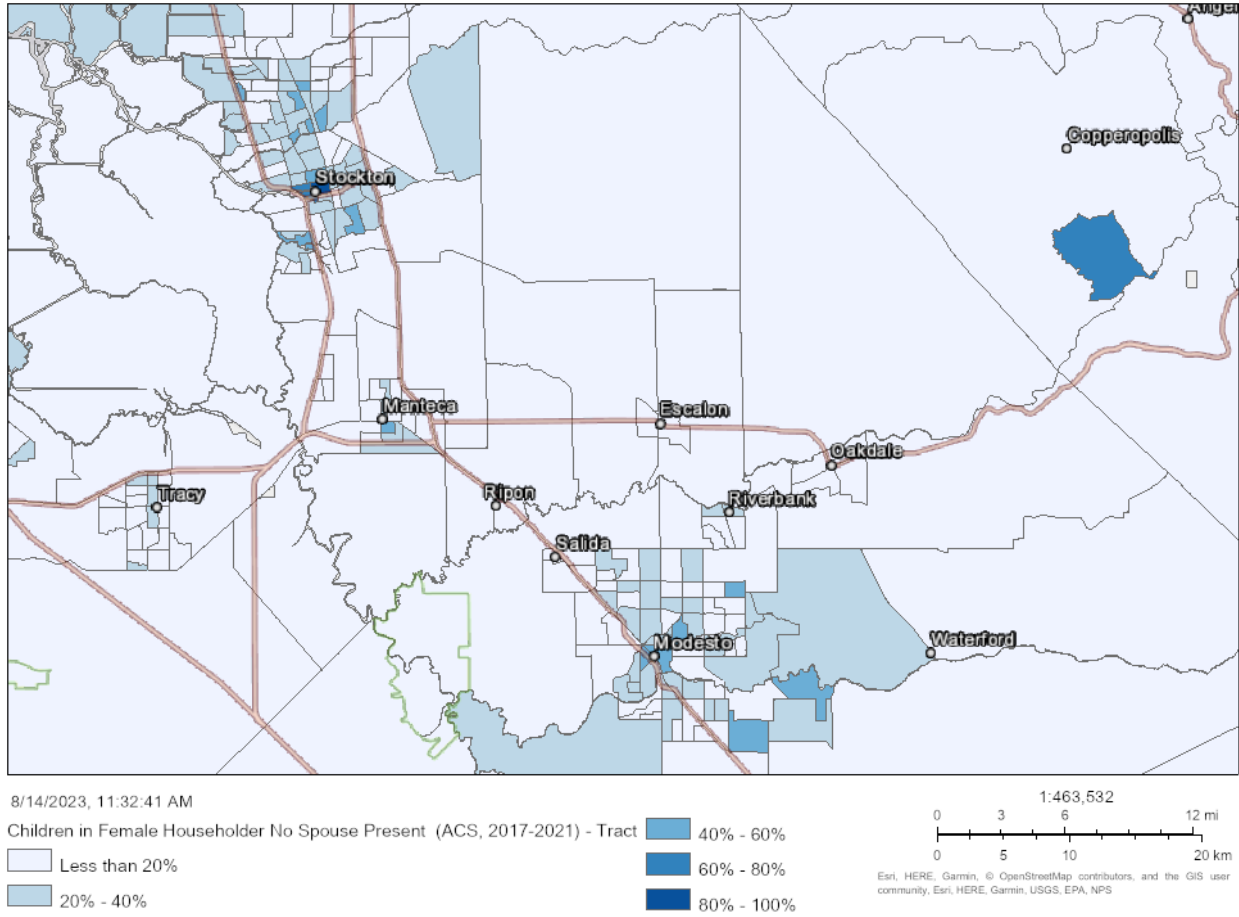 Angel
Copperopolis
Stockton
Manteca
Escalon
Oakdale
Tracy
Ripon
Riverbank
Salida
Modesto
Waterford
8/14/2023, 11:32:41 AM
Children in Female Householder No Spouse Present (ACS, 2017-2021) - Tract
Less than 20%
20% - 40%
40% - 60%
60% - 80%
80% - 100%
1:463,532
0 3 6 12 mi
0 5 10 20 km
Esri, HERE, Garmin, © OpenStreetMap contributors, and the GIS user
community, Esri, HERE, Garmin, USGS, EPA, NPS